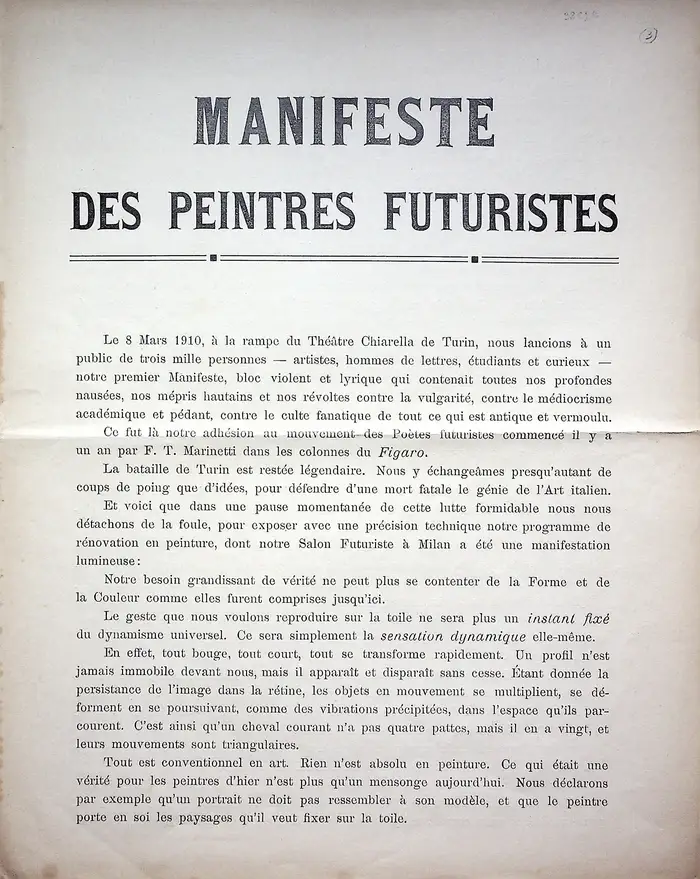 3
MANIFESTE
DES PEINTRES FUTURISTES
Le 8 Mars 1910, à la rampe du Théâtre Chiarella de Turin, nous lancions à un
public de trois mille personnes — artistes, hommes de lettres, étudiants et curieux —
notre premier Manifeste, bloc violent et lyrique qui contenait toutes nos profondes
nausées, nos mépris hautains et nos révoltes contre la vulgarité, contre le médiocrisme
académique et pédant, contre le culte fanatique de tout ce qui est antique et vermoulu.
Ce fut là notre adhésion au mouvement des Poètes futuristes commencé il y a
un an par F. T. Marinetti dans les colonnes du Figaro.
La bataille de Turin est restée légendaire. Nous y échangeâmes presqu'autant de
coups de poing que d'idées, pour défendre d'une mort fatale le génie de l'Art italien.
Et voici que dans une pause momentanée de cette lutte formidable nous nous
détachons de la foule, pour exposer avec une précision technique notre programme de
rénovation en peinture, dont notre Salon Futuriste à Milan a été une manifestation
lumineuse:
Notre besoin grandissant de vérité ne peut plus se contenter de la Forme et de
la Couleur comme elles furent comprises jusqu'ici.
Le geste que nous voulons reproduire sur la toile ne sera plus un instant fixé
du dynamisme universel. Ce sera simplement la sensation dynamique elle-même.
En effet, tout bouge, tout court, tout se transforme rapidement. Un profil n'est
jamais immobile devant nous, mais il apparaît et disparaît sans cesse. Étant donnée la
persistance de l'image dans la rétine, les objets en mouvement se multiplient, se dé-
forment en se poursuivant, comme des vibrations précipitées, dans l'espace qu'ils par-
courent. C'est ainsi qu'un cheval courant n'a pas quatre pattes, mais il en a vingt, et
leurs mouvements sont triangulaires.
Tout est conventionnel en art. Rien n'est absolu en peinture. Ce qui était une
vérité pour les peintres d'hier n'est plus qu'un mensonge aujourd'hui. Nous déclarons
par exemple qu'un portrait ne doit pas ressembler à son modèle, et que le peintre
porte en soi les paysages qu'il veut fixer sur la toile.